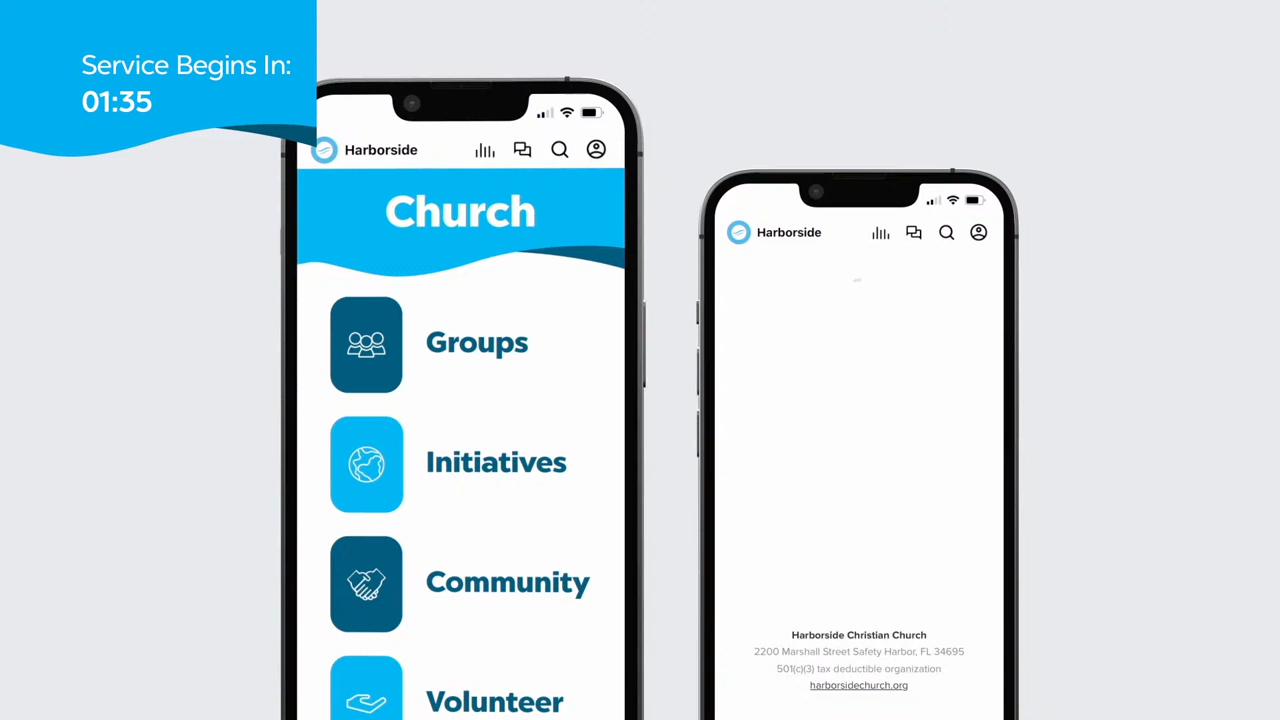 Service Begins In:
01:35
Harborside
Church
Groups
Initiatives
Community
Volunteer
Harborside
Harborside Christian Church
2200 Marshall Street Safety Harbor, FL 34695
501(c)(3) tax deductible organization
harborsidechurch.org